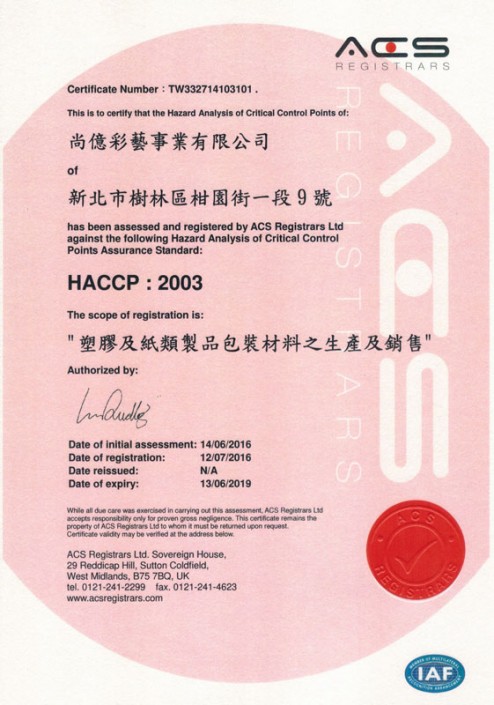 ACS
REGISTRARS
Certificate Number : TW332714103101 .
This is to certify that the Hazard Analysis of Critical Control Points of:
尚億彩藝事業有限公司
of
新北市樹林區柑園街一段9號
has been assessed and registered by ACS Registrars Ltd
against the following Hazard Analysis of Critical Control
Points Assurance Standard:
HACCP : 2003
The scope of registration is:
"塑膠及紙類製品包裝材料之生產及銷售"
Authorized by:
Date of initial assessment: 14/06/2016
Date of registration: 12/07/2016
Date reissued: N/A
Date of expiry: 13/06/2019
While all due care was exercised in carrying out this assessment, ACS Registrars Ltd
accepts responsibility only for proven gross negligence. This certificate remains the
property of ACS Registrars Ltd to whom it must be returned upon request.
Certificate validity may be verified at the address below.
ACS Registrars Ltd. Sovereign House,
29 Reddicap Hill, Sutton Coldfield,
West Midlands, B75 7BQ, UK
tel. 0121-241-2299 fax. 0121-241-4623
www.acsregistrars.com
ACS
REGISTRARS
ACS
REGISTRARS
MEMBER OF MULTILATERAL
RECOGNITION ARRANGEMENT
IAF